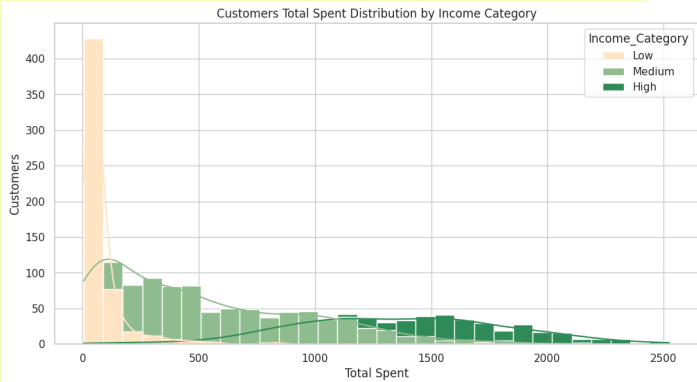 Customers Total Spent Distribution by Income Category
Income_Category
Low
Medium
High
400
350
300
250
200
150
100
50
0
Customers
0 500 1000 1500 2000 2500
Total Spent